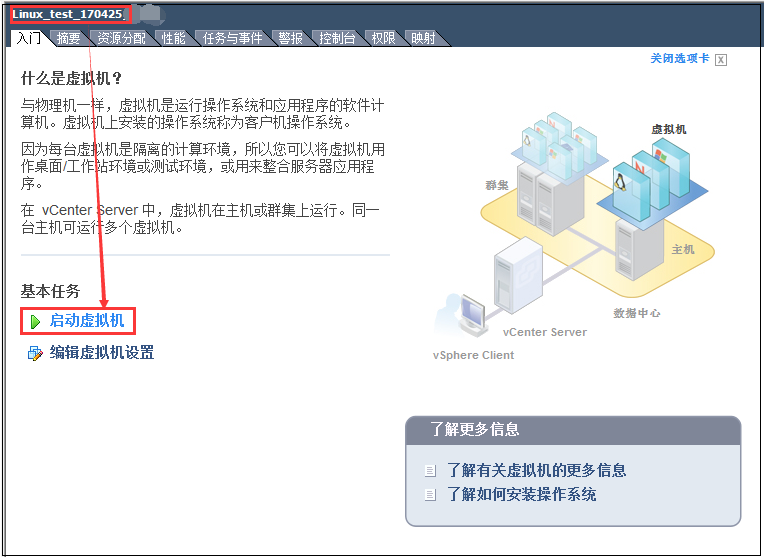 Linux_test_170425
入门 摘要 资源分配 性能 任务与事件 警报 控制台 权限 映射
关闭选项卡 X
什么是虚拟机？
与物理机一样，虚拟机是运行操作系统和应用程序的软件计
算机。虚拟机上安装的操作系统称为客户机操作系统。
因为每台虚拟机是隔离的计算环境，所以您可以将虚拟机用
作桌面/工作站环境或测试环境，或用来整合服务器应用程
序。
在 vCenter Server 中，虚拟机在主机或群集上运行。同一
台主机可运行多个虚拟机。
基本任务
启动虚拟机
编辑虚拟机设置
虚拟机
群集
主机
数据中心
vCenter Server
vSphere Client
了解更多信息
了解有关虚拟机的更多信息
了解如何安装操作系统